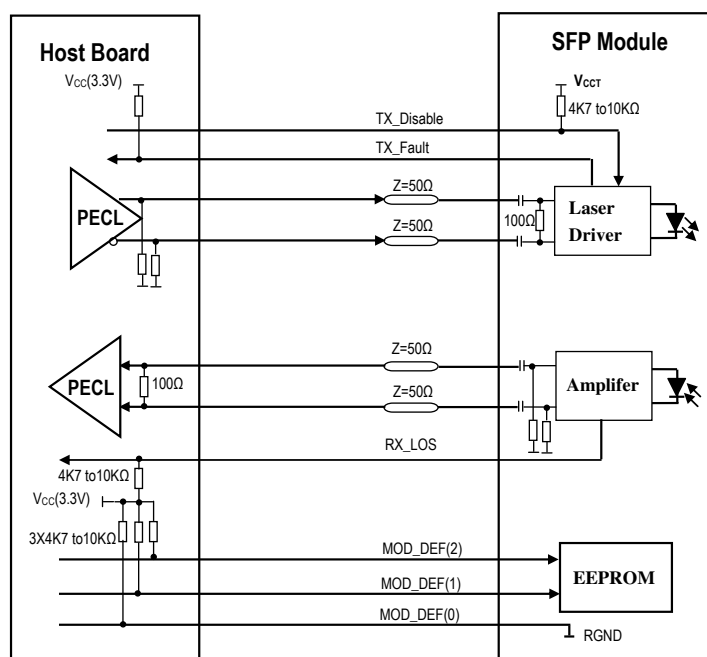 Host Board
SFP Module
VCC(3.3V)
VCCT
4K7 to10KΩ
TX_Disable
TX_Fault
Z=50Ω
PECL
Z=50Ω
100Ω
Laser
Driver
Z=50Ω
PECL
100Ω
Z=50Ω
Amplifer
RX_LOS
4K7 to10KΩ
VCC(3.3V)
3X4K7 to10KΩ
MOD_DEF(2)
EEPROM
MOD_DEF(1)
MOD_DEF(0)
RGND